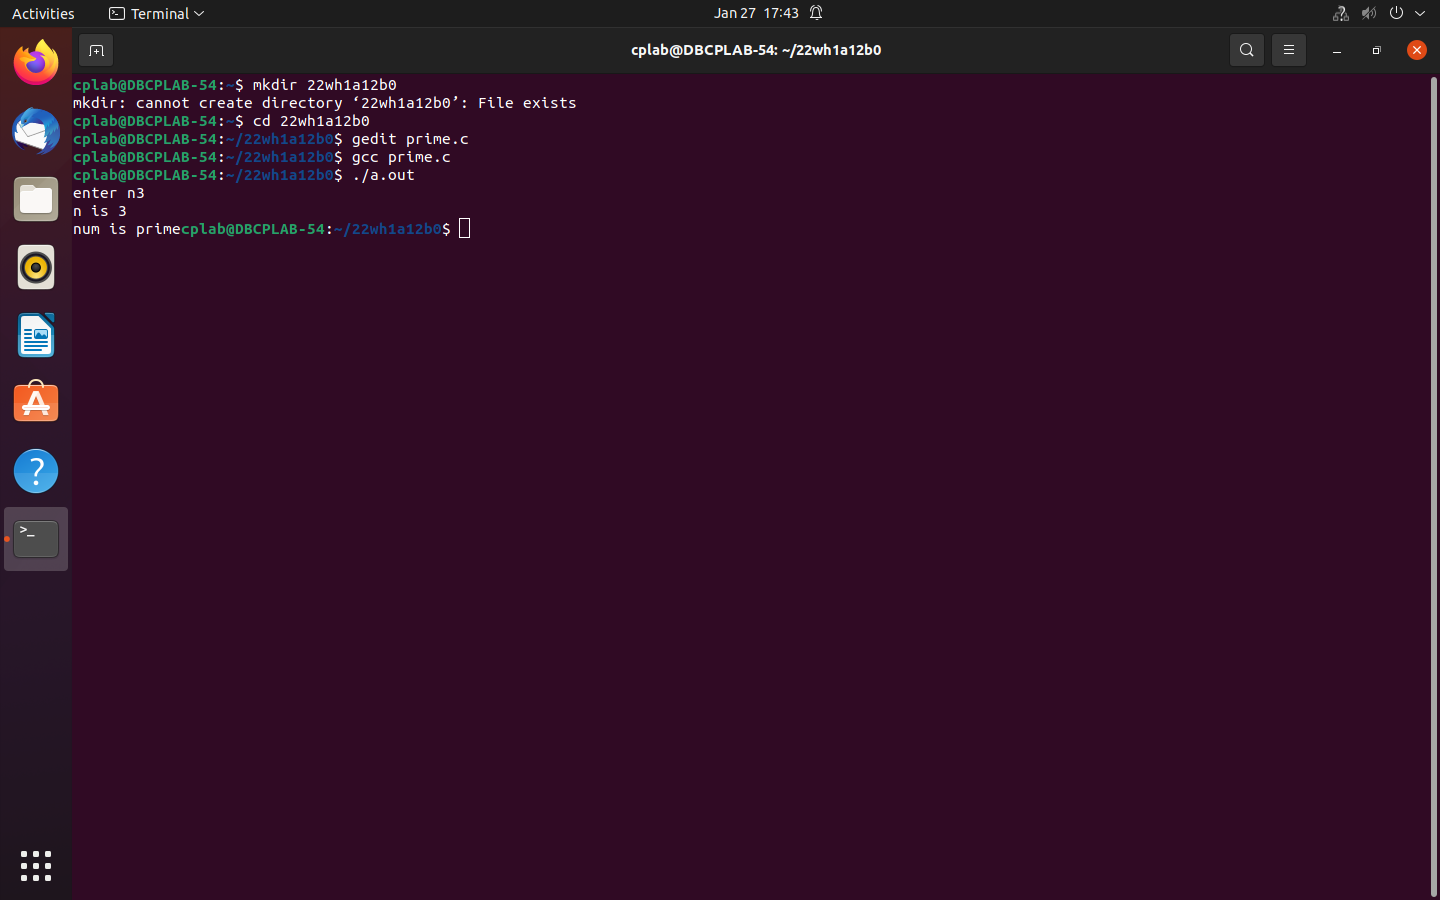 Activities
Terminal
Jan 27 17:43
cplab@DBCPLAB-54: ~/22wh1a12b0
cplab@DBCPLAB-54:~$ mkdir 22wh1a12b0
mkdir: cannot create directory ‘22wh1a12b0’: File exists
cplab@DBCPLAB-54:~$ cd 22wh1a12b0
cplab@DBCPLAB-54:~/22wh1a12b0$ gedit prime.c
cplab@DBCPLAB-54:~/22wh1a12b0$ gcc prime.c
cplab@DBCPLAB-54:~/22wh1a12b0$ ./a.out
enter n3
n is 3
num is primecplab@DBCPLAB-54:~/22wh1a12b0$